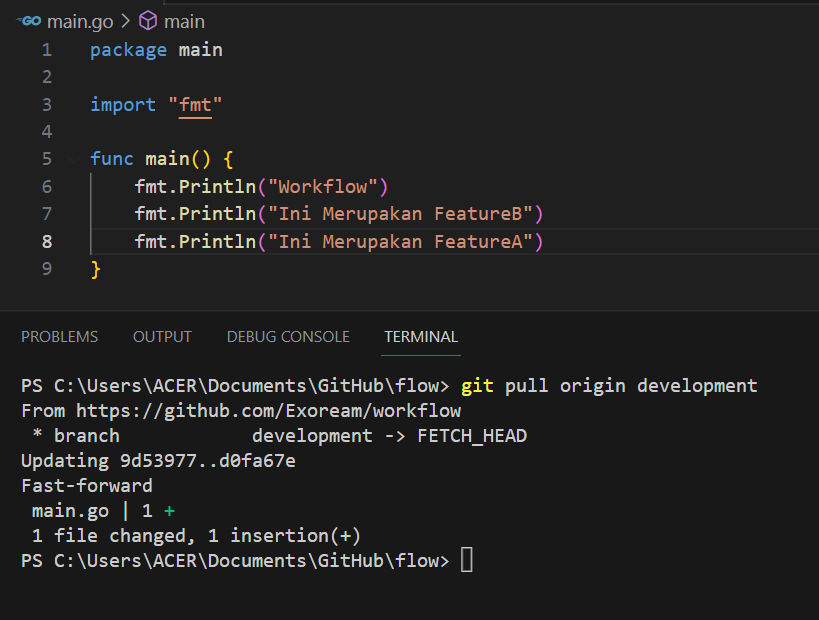 GO main.go > main
1 package main
2
3 import "fmt"
4
5 func main() {
6 fmt.Println("Workflow")
7 fmt.Println("Ini Merupakan FeatureB")
8 fmt.Println("Ini Merupakan FeatureA")
9 }
PROBLEMS OUTPUT DEBUG CONSOLE TERMINAL
PS C:\Users\ACER\Documents\GitHub\flow> git pull origin development
From https://github.com/Exoream/workflow
 * branch            development -> FETCH_HEAD
Updating 9d53977..d0fa67e
Fast-forward
 main.go | 1 +
 1 file changed, 1 insertion(+)
PS C:\Users\ACER\Documents\GitHub\flow>